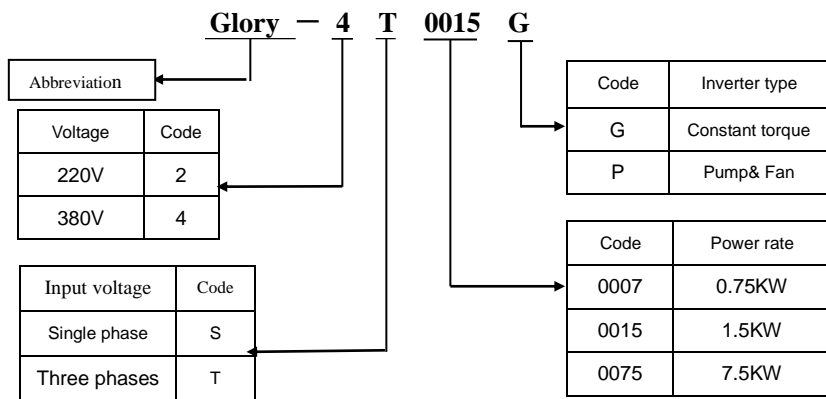 Glory － 4 T 0015 G
Abbreviation
Voltage Code
220V 2
380V 4
Input voltage Code
Single phase S
Three phases T
Code Inverter type
G Constant torque
P Pump& Fan
Code Power rate
0007 0.75KW
0015 1.5KW
0075 7.5KW